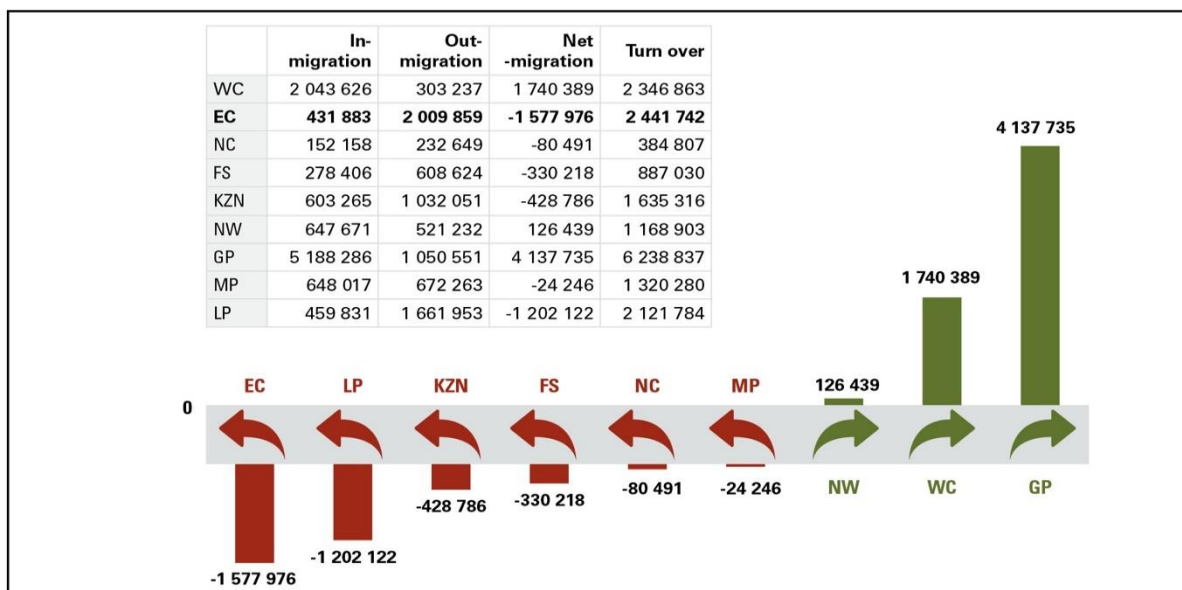 In-migration Out-migration Net -migration Turn over
WC 2 043 626 303 237 1 740 389 2 346 863
EC 431 883 2 009 859 -1 577 976 2 441 742
NC 152 158 232 649 -80 491 384 807
FS 278 406 608 624 -330 218 887 030
KZN 603 265 1 032 051 -428 786 1 635 316
NW 647 671 521 232 126 439 1 168 903
GP 5 188 286 1 050 551 4 137 735 6 238 837
MP 648 017 672 263 -24 246 1 320 280
LP 459 831 1 661 953 -1 202 122 2 121 784
4 137 735
1 740 389
EC LP KZN FS NC MP 126 439
0
-428 786 -330 218 -80 491 -24 246 NW WC GP
-1 202 122
-1 577 976